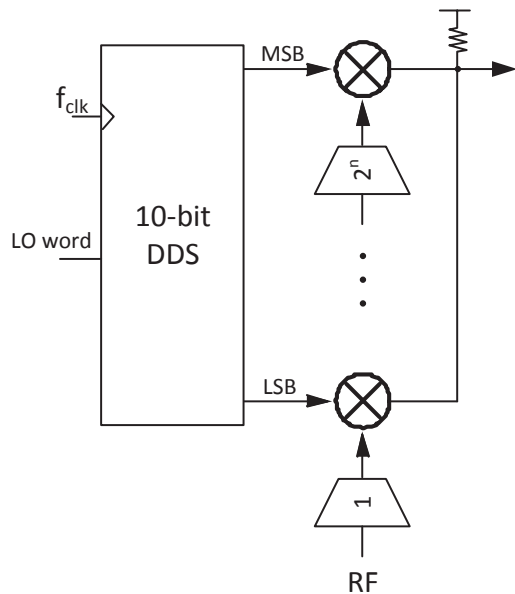 MSB
f_clk
2^n
10-bit
DDS
LO word
LSB
1
RF